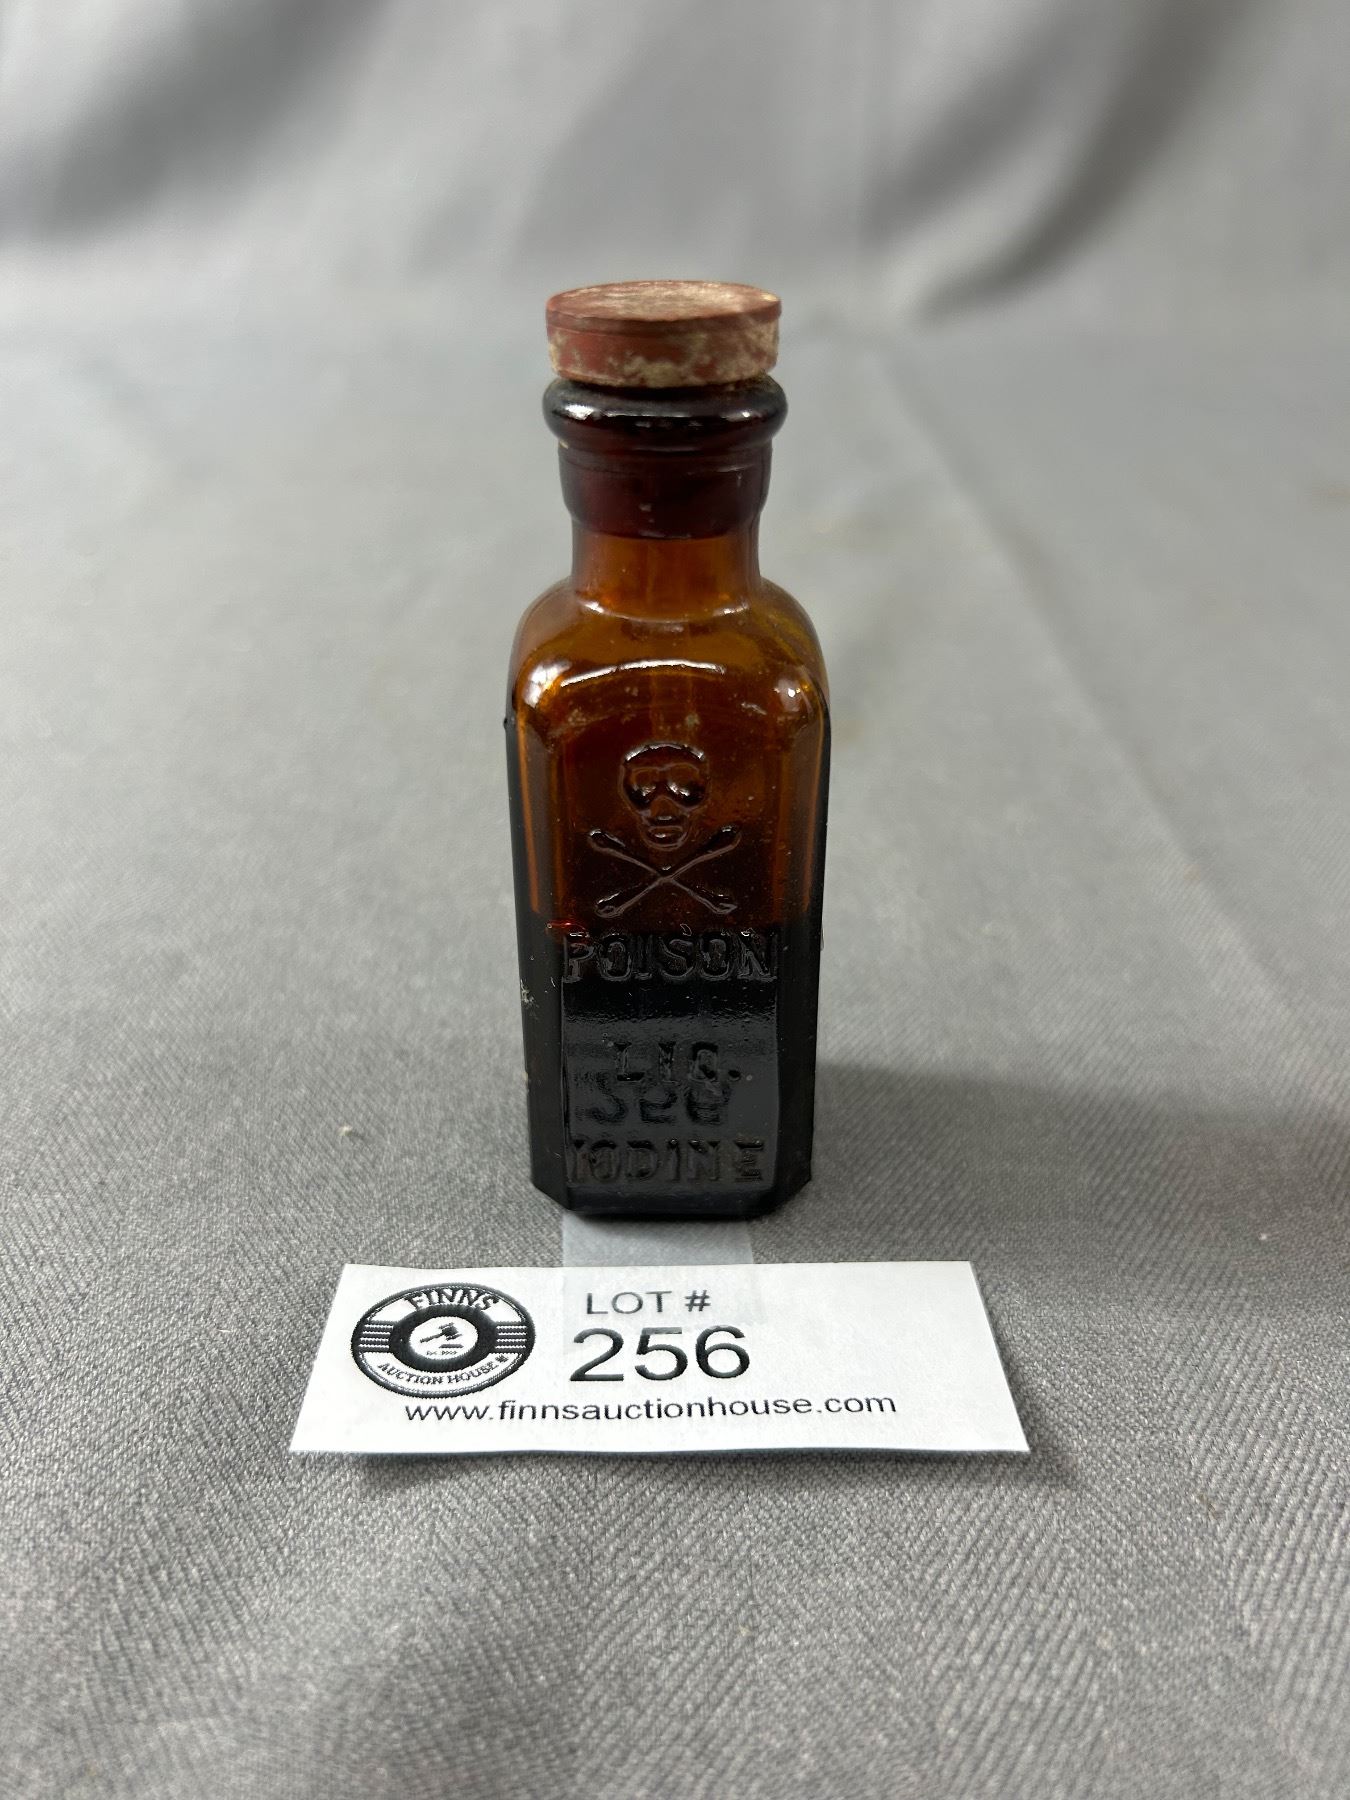 POISON
LIQ.
IODINE
FINNS
AUCTION HOUSE
LOT #
256
www.finnsauctionhouse.com